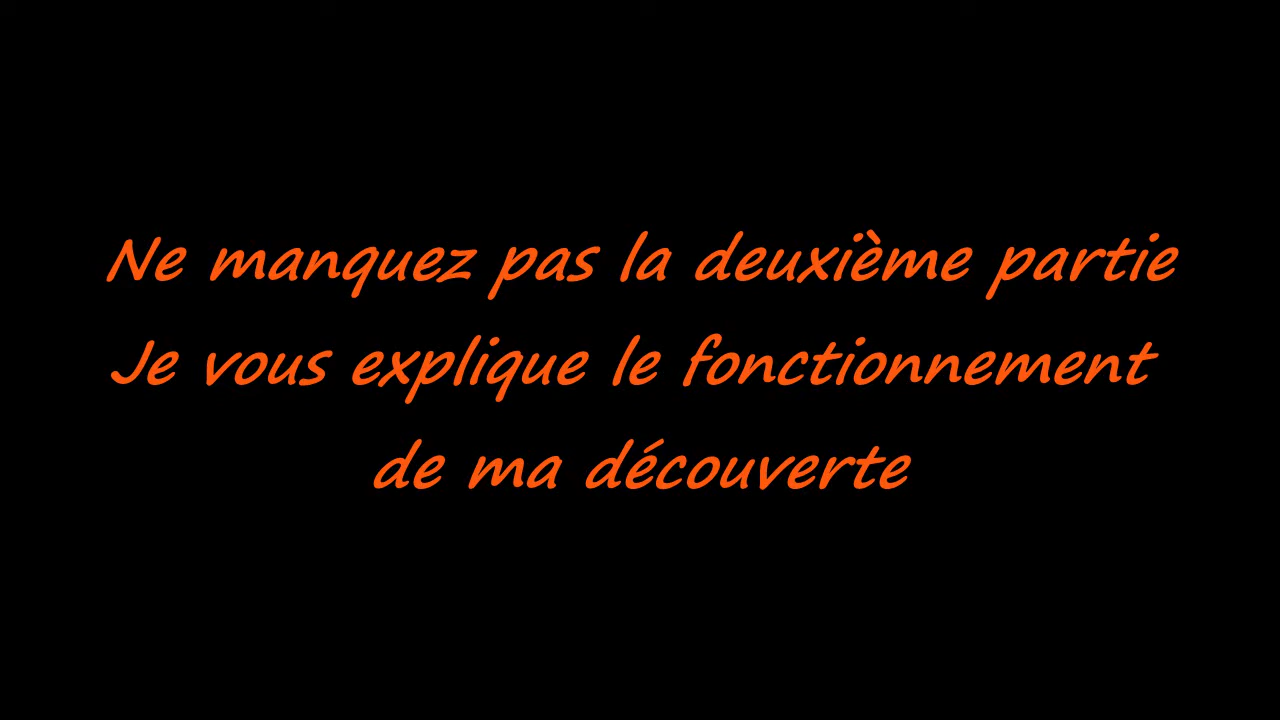 Ne manquez pas la deuxième partie
Je vous explique le fonctionnement
de ma découverte